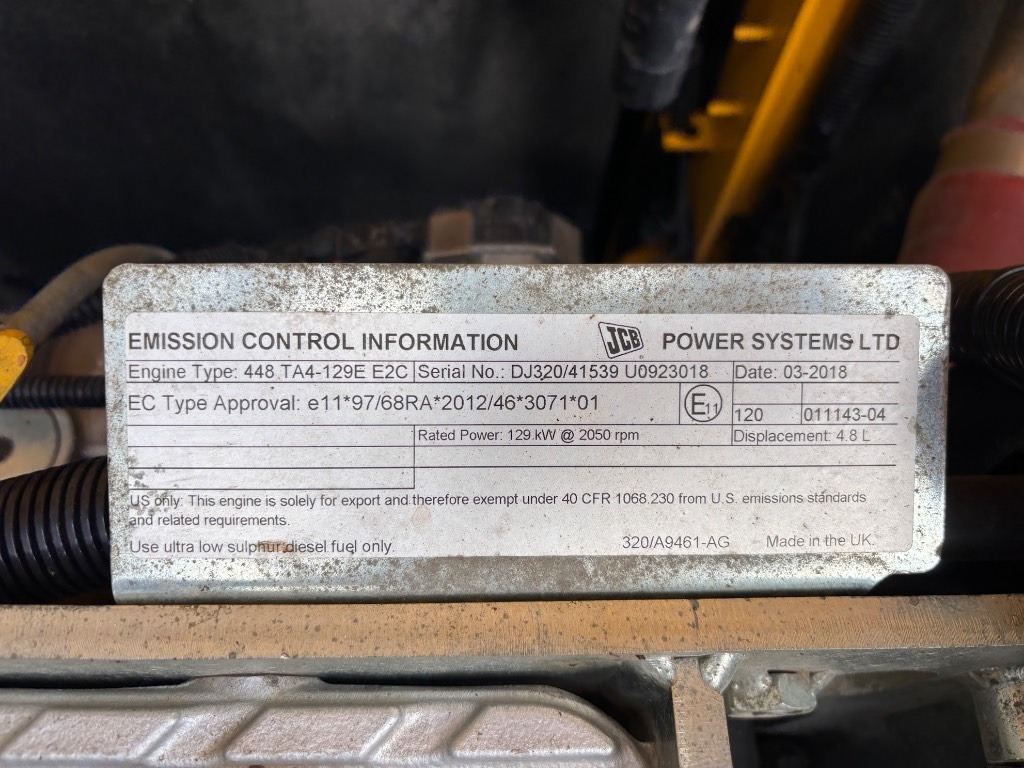 EMISSION CONTROL INFORMATION JCB POWER SYSTEMS LTD
Engine Type: 448 TA4-129E E2C Serial No.: DJ320/41539 U0923018 Date: 03-2018
EC Type Approval: e11*97/68RA*2012/46*3071*01 E11 120 011143-04
Rated Power: 129 kW @ 2050 rpm Displacement: 4.8 L
US only: This engine is solely for export and therefore exempt under 40 CFR 1068.230 from U.S. emissions standards
and related requirements.
Use ultra low sulphur diesel fuel only. 320/A9461-AG Made in the UK.